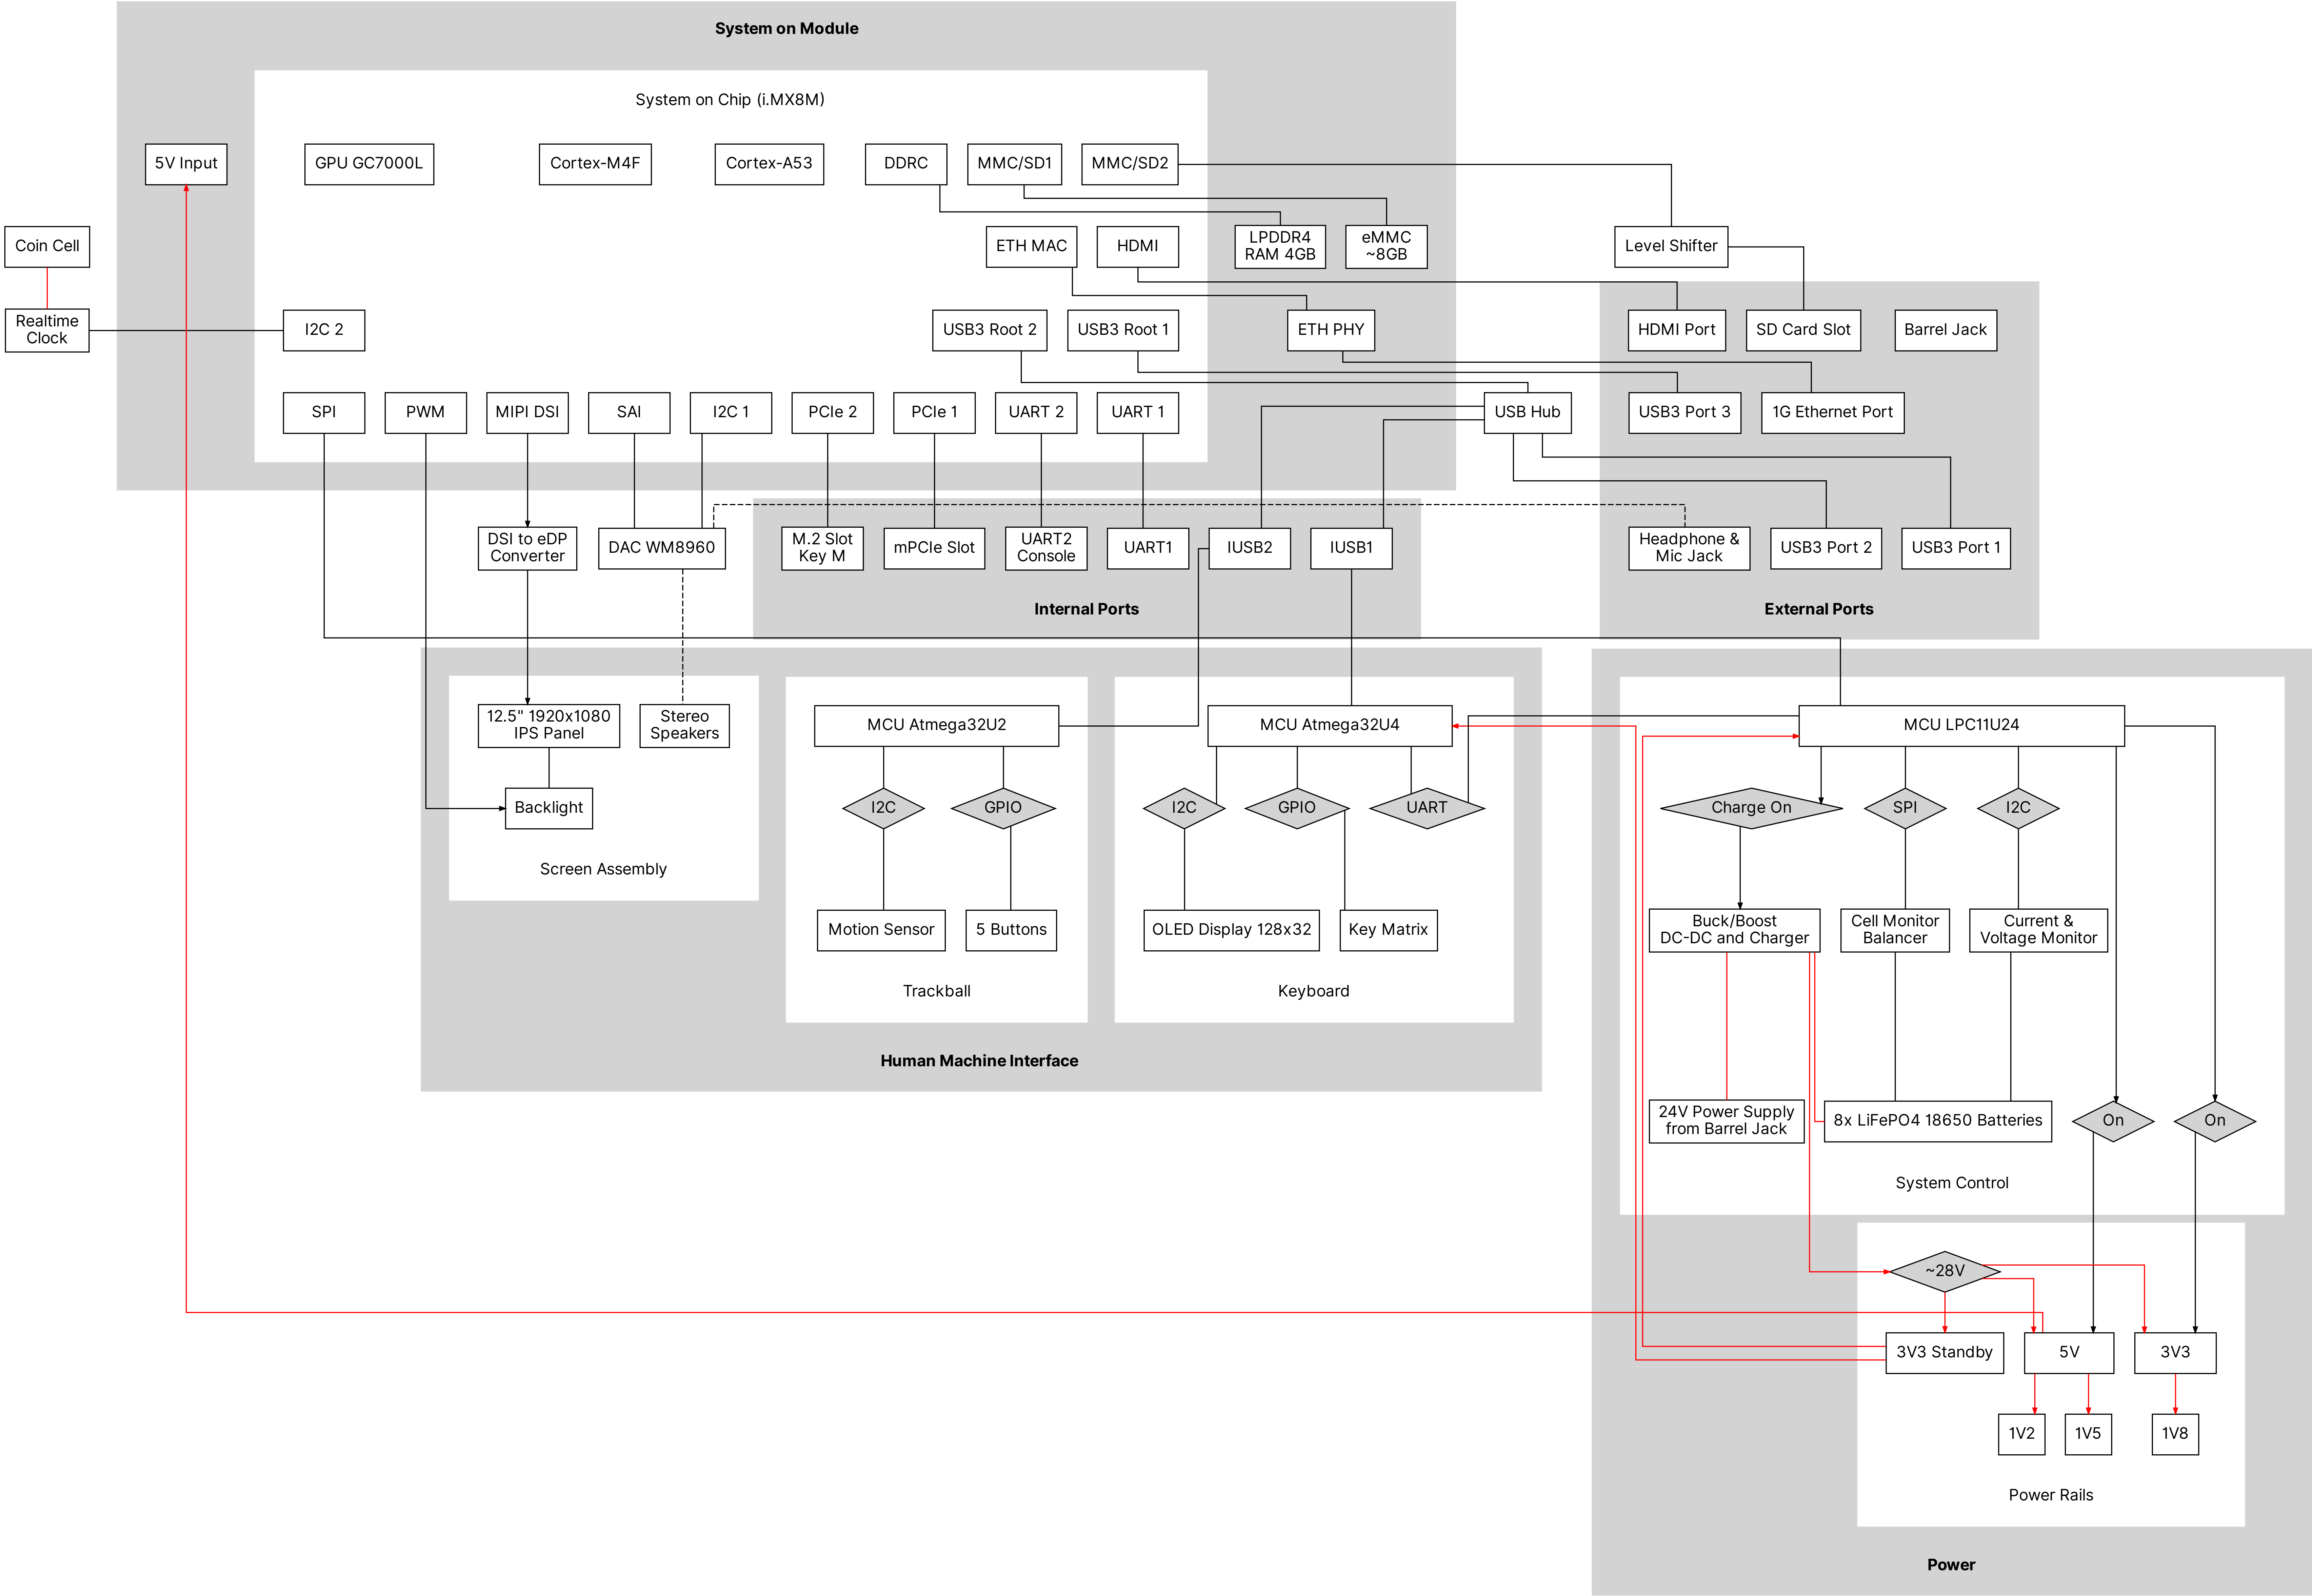 System on Module
System on Chip (i.MX8M)
5V Input
GPU GC7000L
Cortex-M4F
Cortex-A53
DDRC
MMC/SD1
MMC/SD2
Coin Cell
ETH MAC
HDMI
LPDDR4
RAM 4GB
eMMC
~8GB
Level Shifter
Realtime
Clock
I2C 2
USB3 Root 2
USB3 Root 1
ETH PHY
HDMI Port
SD Card Slot
Barrel Jack
SPI
PWM
MIPI DSI
SAI
I2C 1
PCIe 2
PCIe 1
UART 2
UART 1
USB Hub
USB3 Port 3
1G Ethernet Port
DSI to eDP
Converter
DAC WM8960
M.2 Slot
Key M
mPCIe Slot
UART2
Console
UART1
IUSB2
IUSB1
Headphone &
Mic Jack
USB3 Port 2
USB3 Port 1
Internal Ports
External Ports
12.5" 1920x1080
IPS Panel
Stereo
Speakers
MCU Atmega32U2
MCU Atmega32U4
MCU LPC11U24
Backlight
I2C
GPIO
I2C
GPIO
UART
Charge On
SPI
I2C
Screen Assembly
Motion Sensor
5 Buttons
OLED Display 128x32
Key Matrix
Buck/Boost
DC-DC and Charger
Cell Monitor
Balancer
Current &
Voltage Monitor
Trackball
Keyboard
Human Machine Interface
24V Power Supply
from Barrel Jack
8x LiFePO4 18650 Batteries
On
On
System Control
~28V
3V3 Standby
5V
3V3
1V2
1V5
1V8
Power Rails
Power